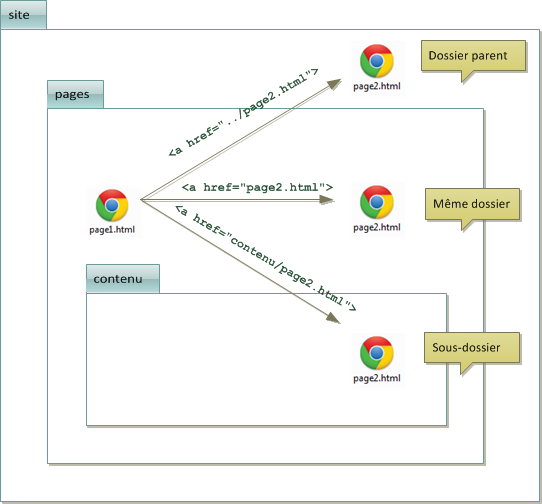 site
Dossier parent
page2.html
pages
<a href="../page2.html">
<a href="page2.html">
Même dossier
page1.html
page2.html
<a href="contenu/page2.html">
contenu
Sous-dossier
page2.html